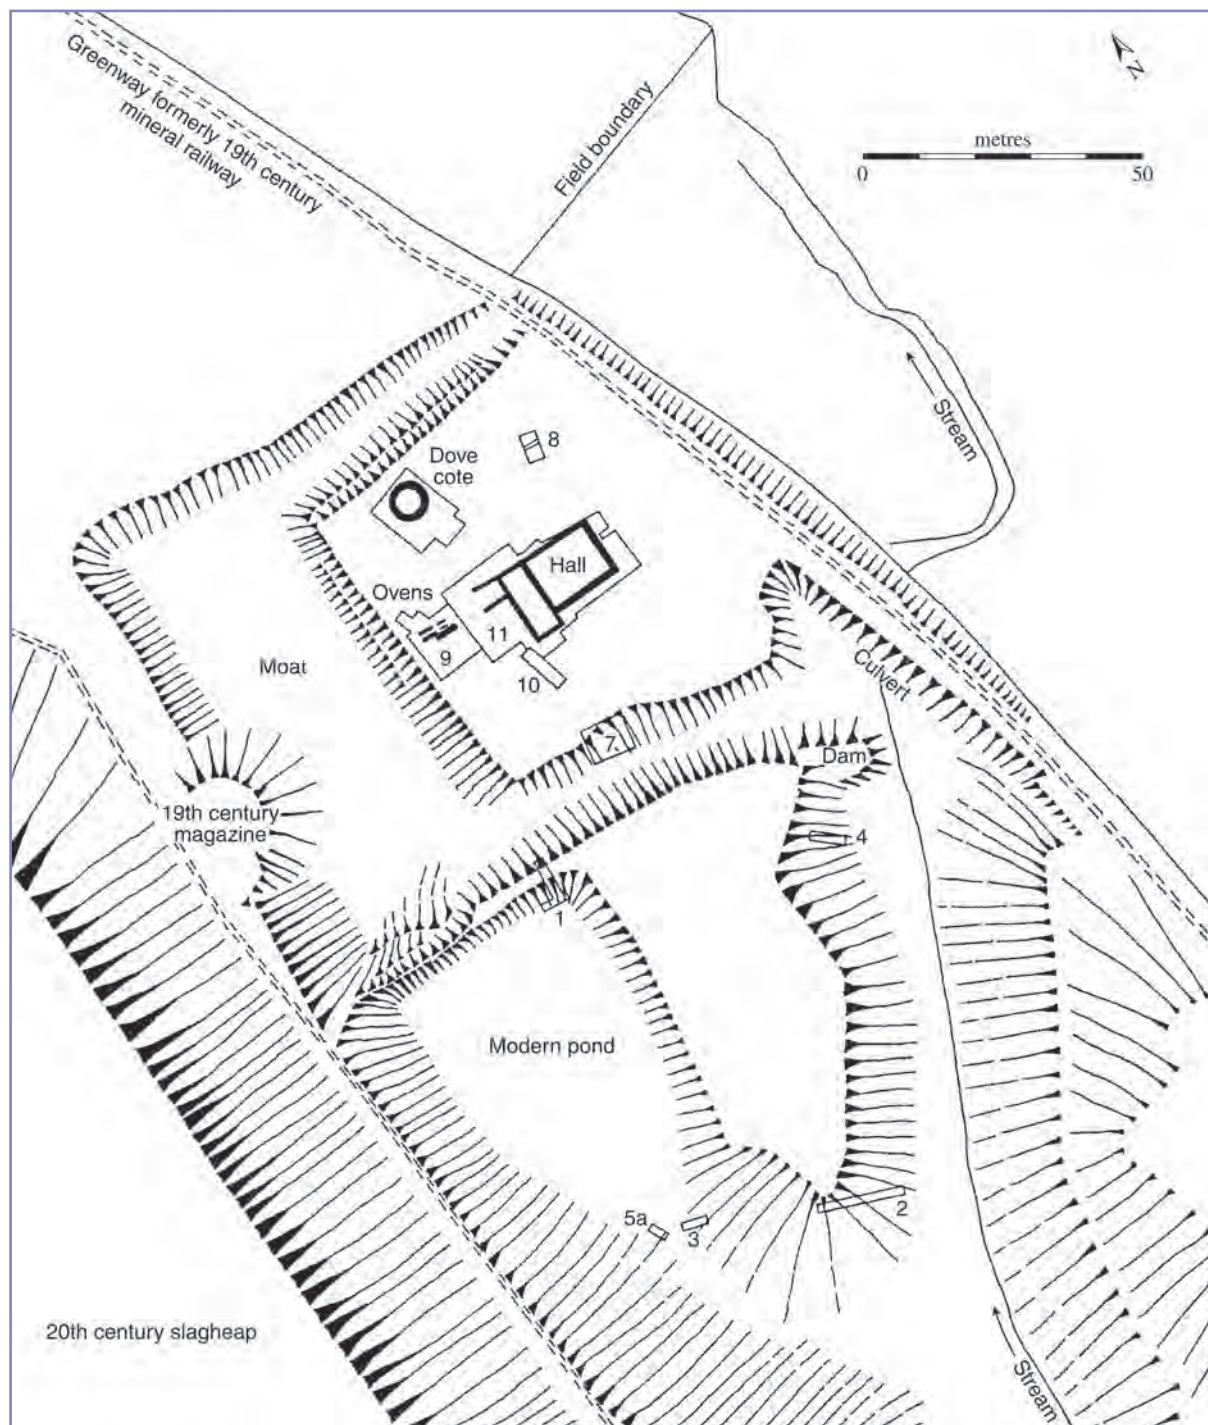 Greenway formerly 19th century
mineral railway
Field boundary
N
metres
0
50
Stream
8
Dove
cote
Hall
Ovens
11
9
10
Moat
Culvert
7
Dam
19th century
magazine
4
1
Modern pond
2
5a
3
20th century slagheap
Stream